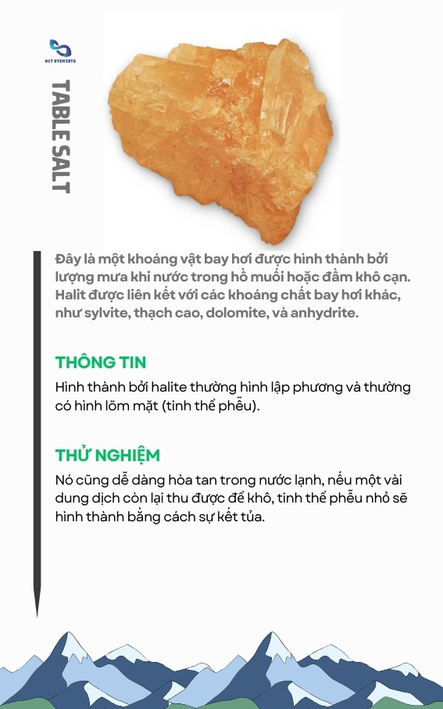 NCT STEMSETS
TABLE SALT
Đây là một khoáng vật bay hơi được hình thành bởi
lượng mưa khi nước trong hồ muối hoặc đầm khô cạn.
Halit được liên kết với các khoáng chất bay hơi khác,
như sylvite, thạch cao, dolomite, và anhydrite.
THÔNG TIN
Hình thành bởi halite thường hình lập phương và thường
có hình lõm mặt (tinh thể phễu).
THỬ NGHIỆM
Nó cũng dễ dàng hòa tan trong nước lạnh, nếu một vài
dung dịch còn lại thu được để khô, tinh thể phễu nhỏ sẽ
hình thành bằng cách sự kết tủa.